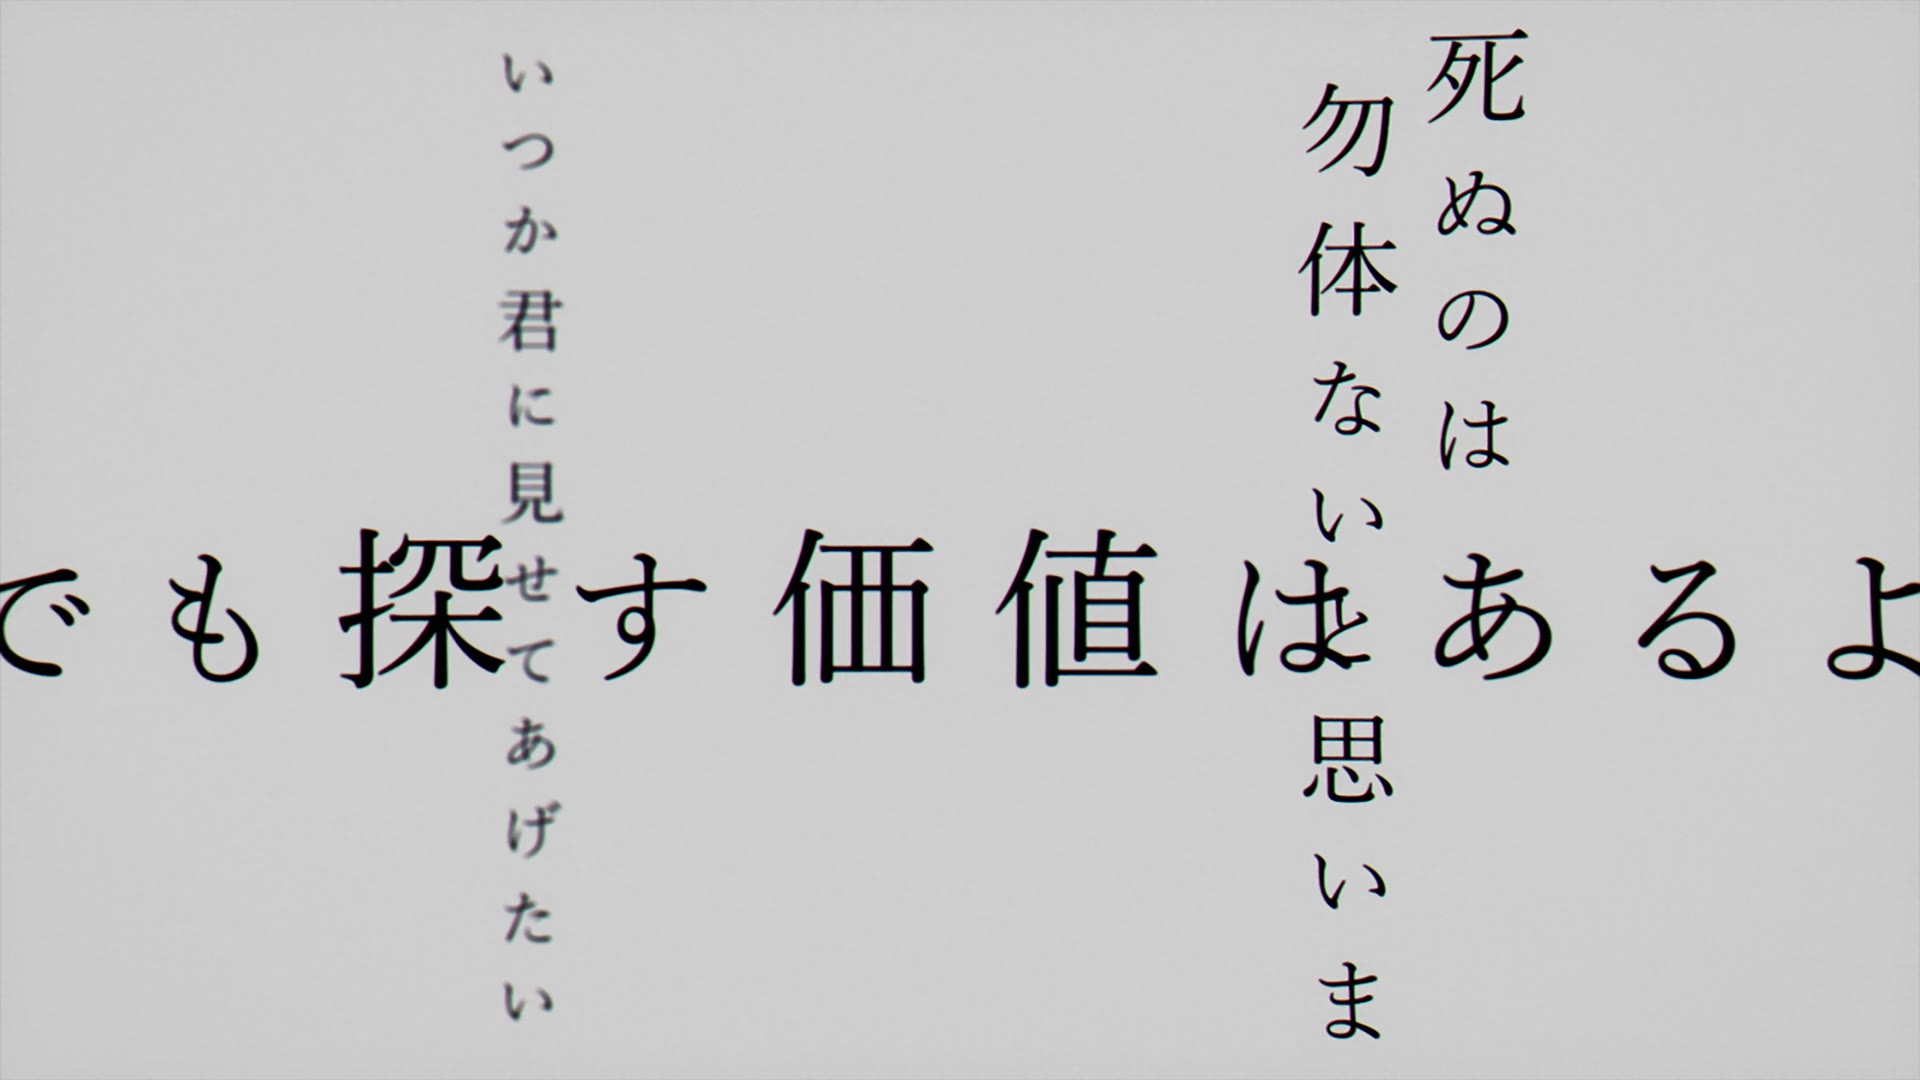 死ぬのは
勿体ないと思いま
でも探す価値はあるよ
いつか君に見せてあげたい